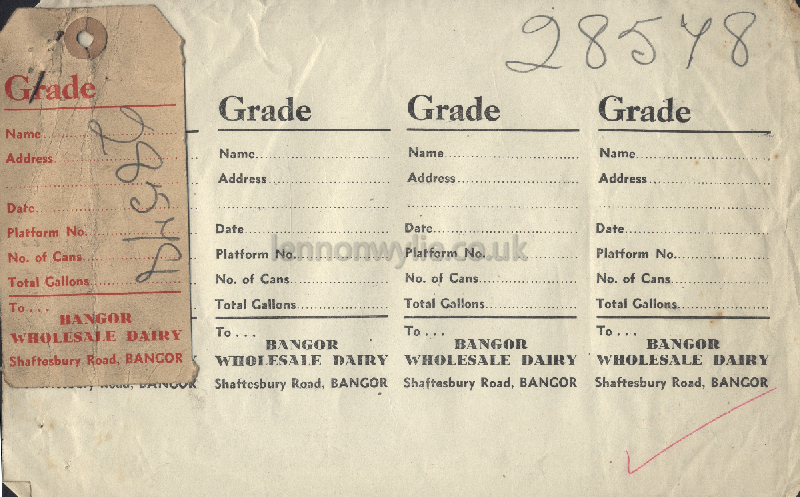 28578
Grade
Name
Address
Date
Platform No.
No. of Cans
Total Gallons
To...
BANGOR
WHOLESALE DAIRY
Shaftesbury Road, BANGOR
28578
Grade
Name
Address
Date
Platform No.
No. of Cans
Total Gallons
To...
BANGOR
WHOLESALE DAIRY
Shaftesbury Road, BANGOR
Grade
Name
Address
Date
Platform No.
No. of Cans
Total Gallons
To...
BANGOR
WHOLESALE DAIRY
Shaftesbury Road, BANGOR
Grade
Name
Address
Date
Platform No.
No. of Cans
Total Gallons
To...
BANGOR
WHOLESALE DAIRY
Shaftesbury Road, BANGOR
lennonwylie.co.uk